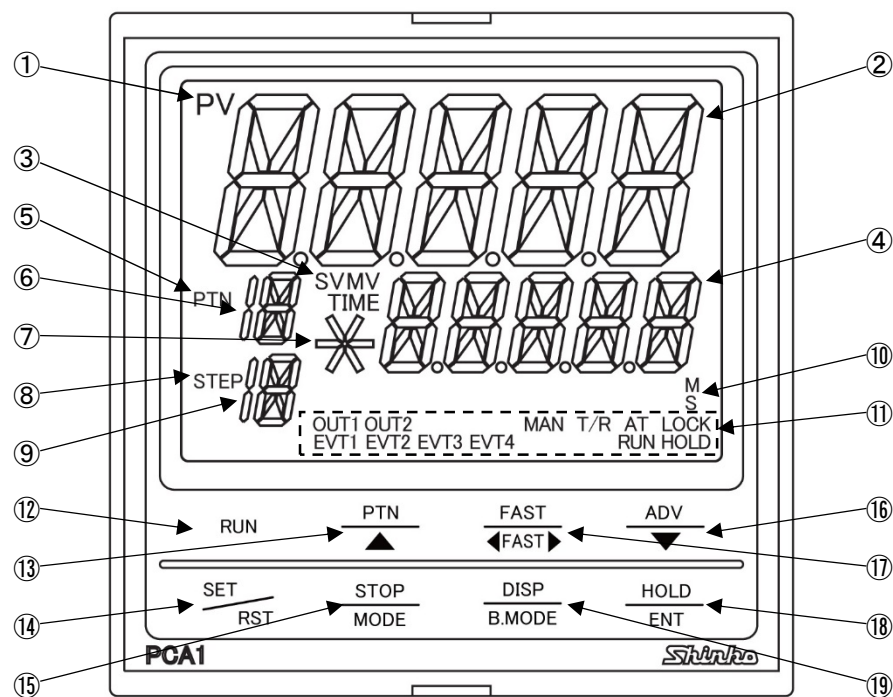 ① PV ②
③ SVMV
TIME
④
⑤ PTN
⑥
⑦
⑧ STEP
⑨
M ⑩
S
OUT1 OUT2 MAN T/R AT LOCK ⑪
EVT1 EVT2 EVT3 EVT4 RUN HOLD
⑫ RUN PTN FAST ADV ⑯
⑬ ▲ ◀FAST▶ ▼ ⑰
⑭ SET STOP DISP HOLD ⑱
RST MODE B.MODE ENT
PCA1 Shinko
⑮ ⑲